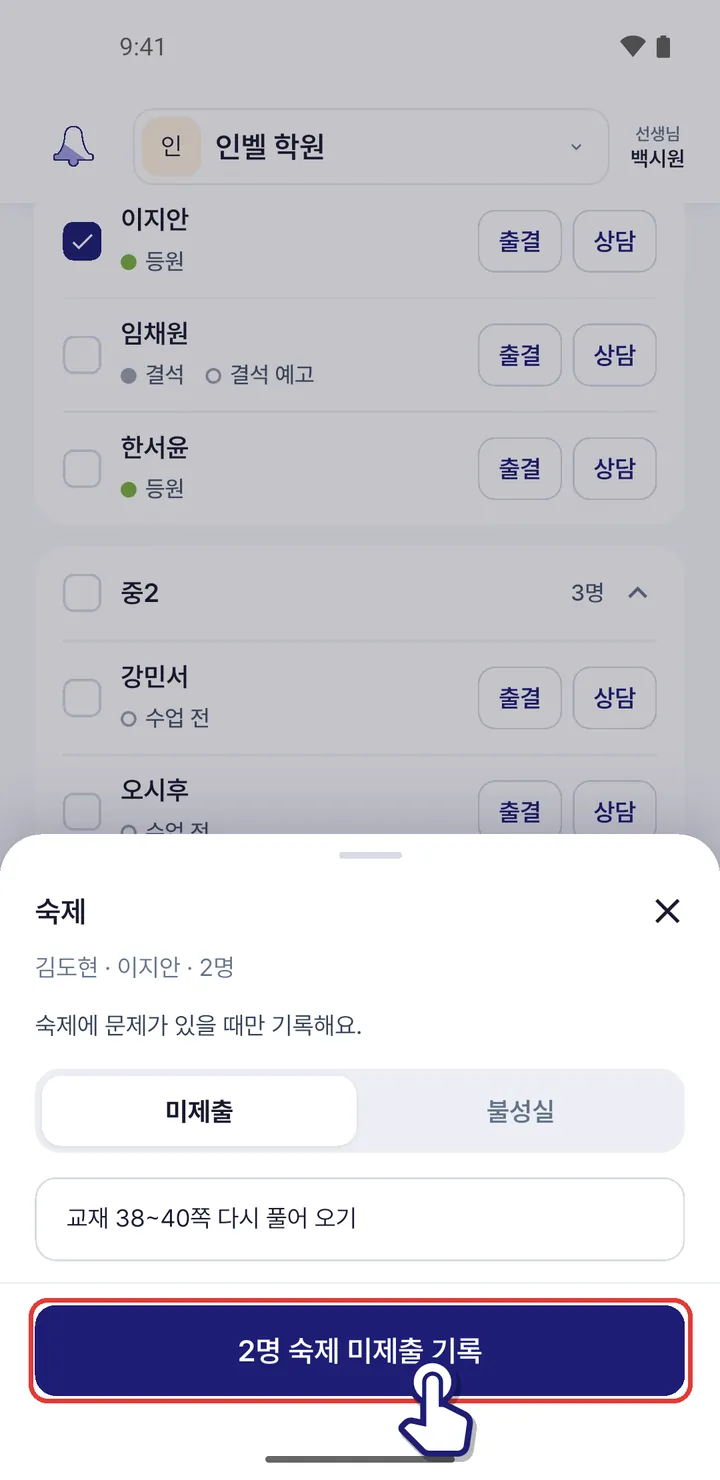 9:41
인 인벨 학원
선생님
백시원
이지안
등원
출결 상담
임채원
결석 결석 예고
출결 상담
한서윤
등원
출결 상담
중2 3명
강민서
수업 전
출결 상담
오시후
수업 전
출결 상담
숙제
김도현 · 이지안 · 2명
숙제에 문제가 있을 때만 기록해요.
미제출 불성실
교재 38~40쪽 다시 풀어 오기
2명 숙제 미제출 기록